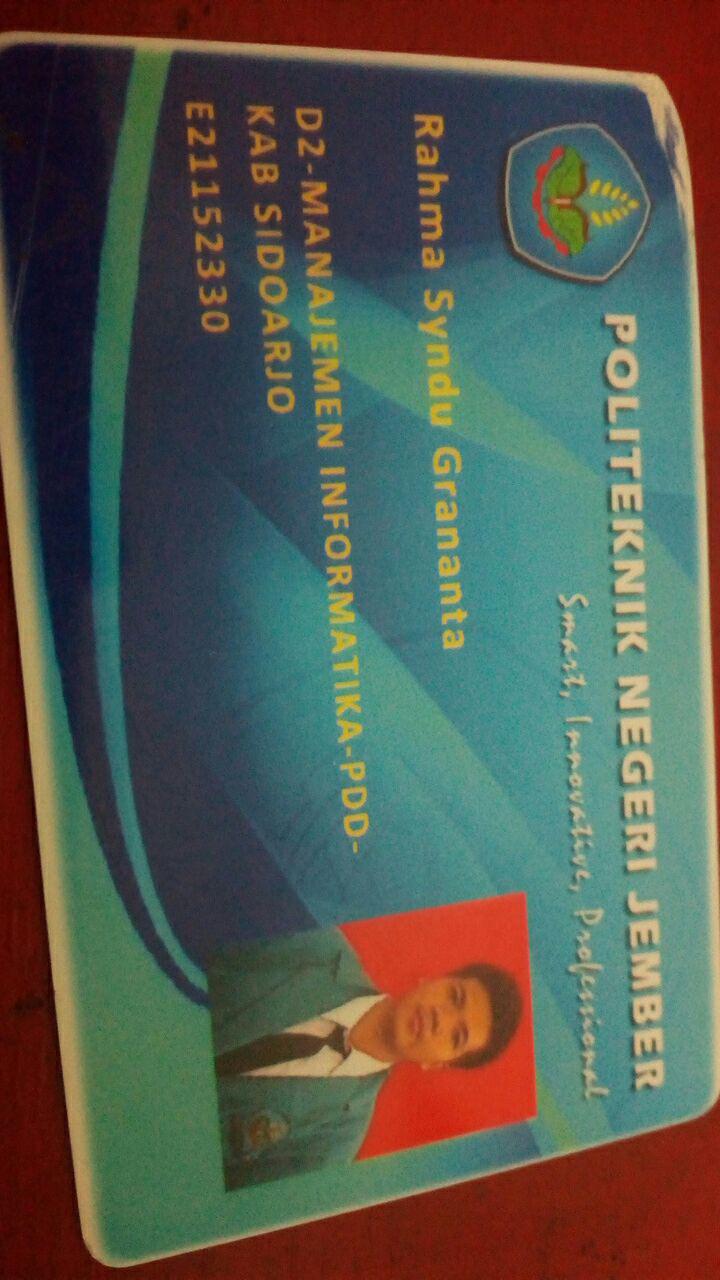 POLITEKNIK NEGERI JEMBER
Smart, Innovative, Professional
Rahma Syndu Grananta
D2-MANAJEMEN INFORMATIKA-PDD-
KAB SIDOARJO
E21152330